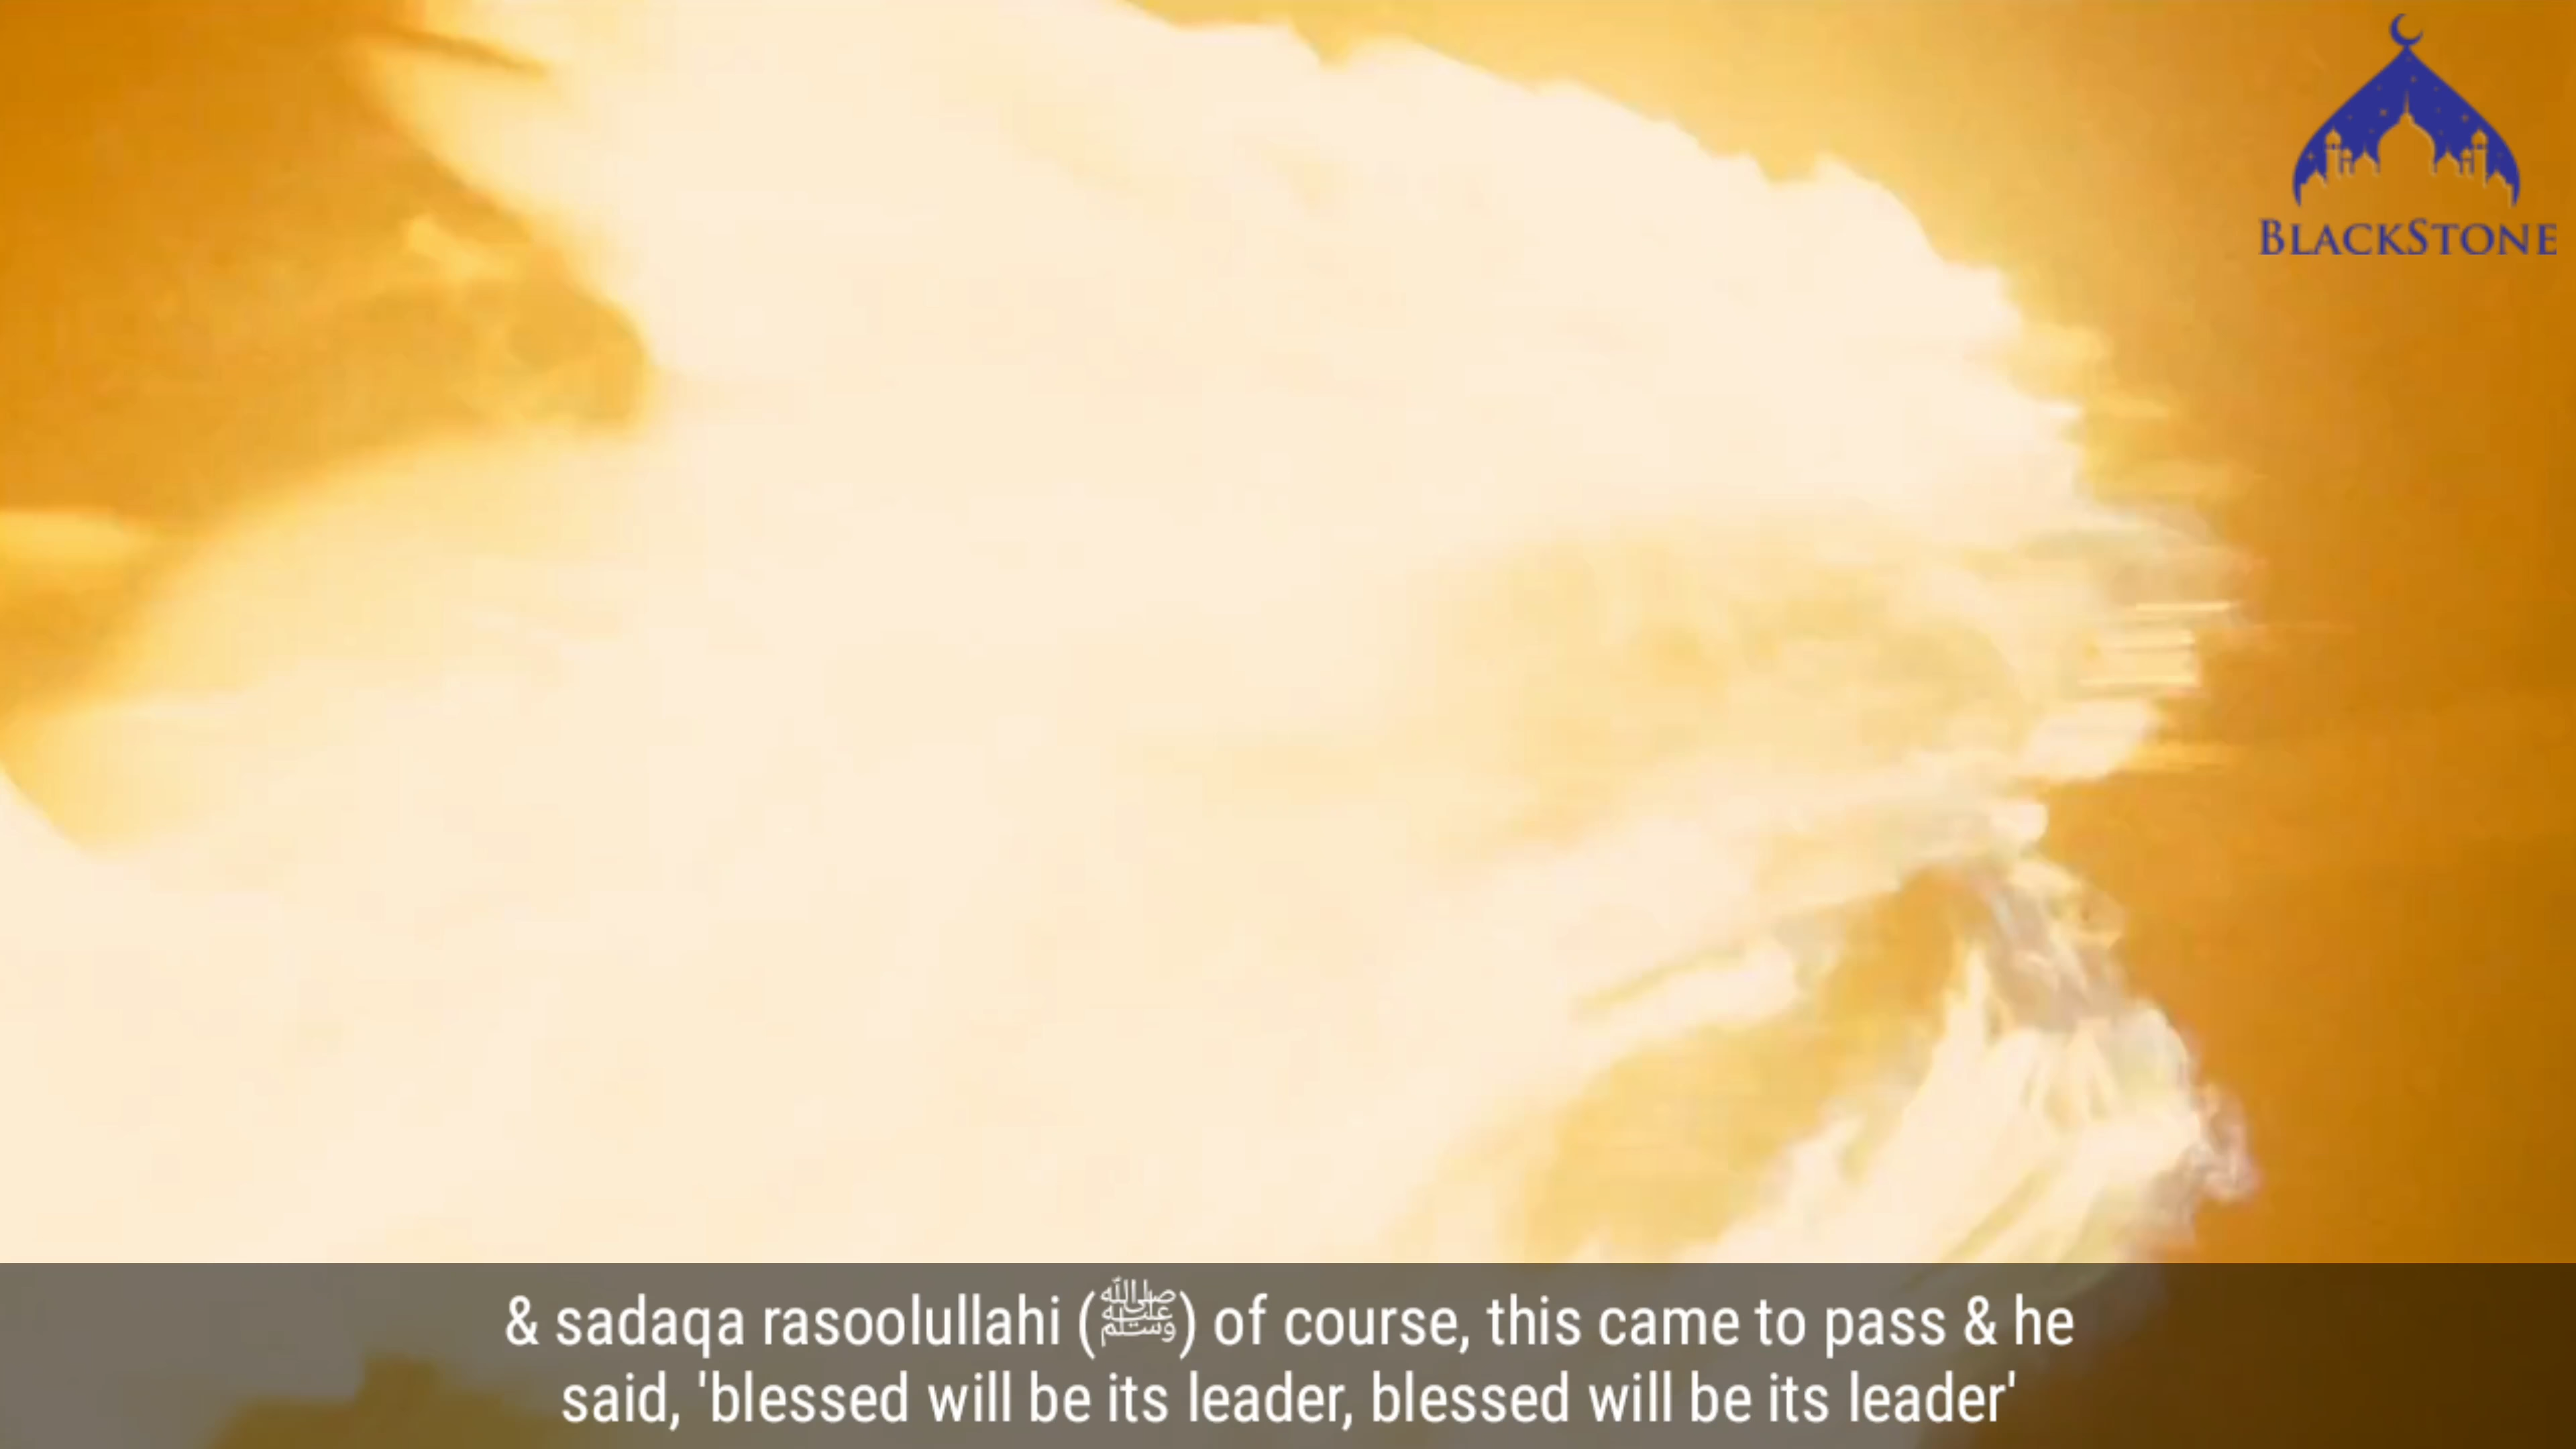 BLACKSTONE
& sadaqa rasoolullahi (ﷺ) of course, this came to pass & he
said, 'blessed will be its leader, blessed will be its leader'